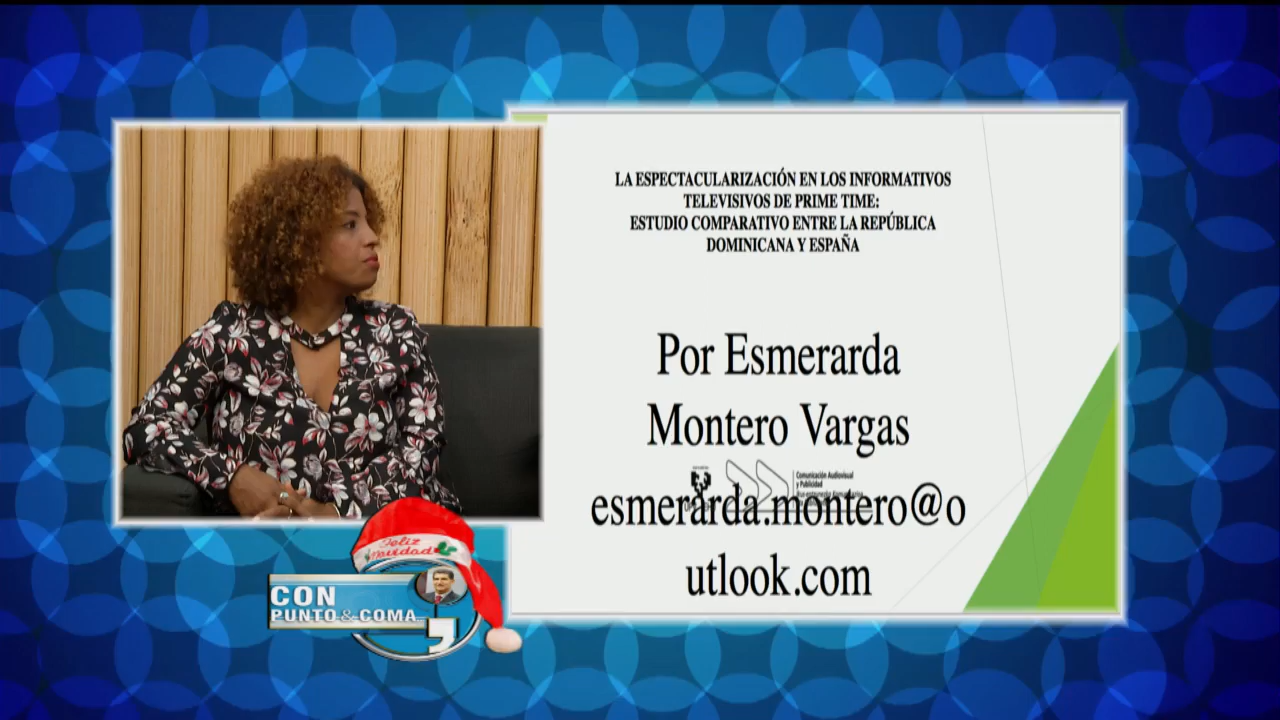 LA ESPECTACULARIZACIÓN EN LOS INFORMATIVOS
TELEVISIVOS DE PRIME TIME:
ESTUDIO COMPARATIVO ENTRE LA REPÚBLICA
DOMINICANA Y ESPAÑA
Por Esmerarda
Montero Vargas
Comunicación Audiovisual
y Publicidad
esmerarda.montero@o
utlook.com
Feliz
Navidad
CON
PUNTO & COMA